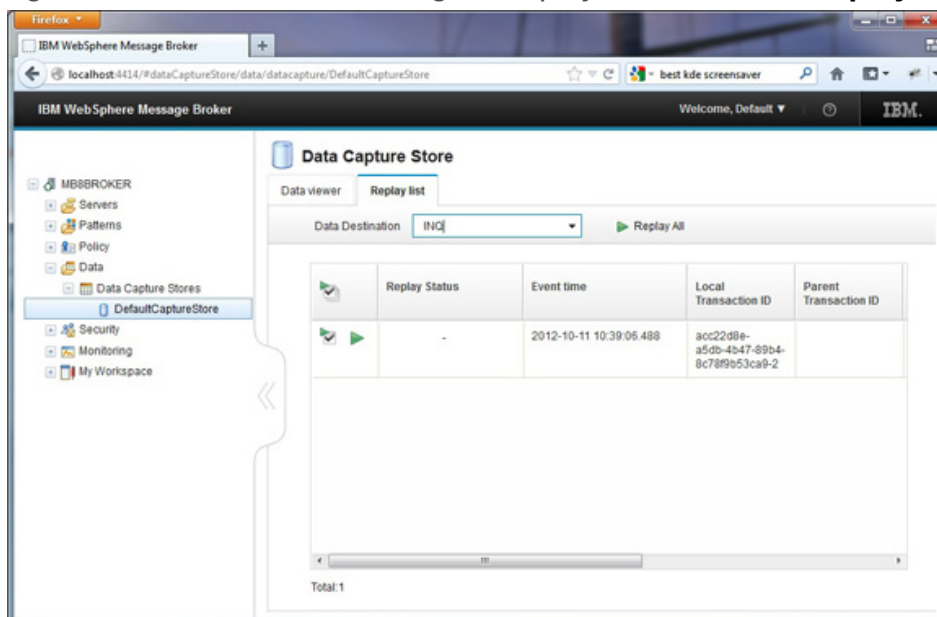 Firefox
IBM WebSphere Message Broker
localhost:4414/#dataCaptureStore/data/datacapture/DefaultCaptureStore
best kde screensaver
IBM WebSphere Message Broker
Welcome, Default
IBM.
MB8BROKER
Servers
Patterns
Policy
Data
Data Capture Stores
DefaultCaptureStore
Security
Monitoring
My Workspace
Data Capture Store
Data viewer
Replay list
Data Destination
INQ
Replay All
Replay Status
Event time
Local
Transaction ID
Parent
Transaction ID
-
2012-10-11 10:39:06.488
acc22d8e-
a5db-4b47-89b4-
8c78f9b53ca9-2
Total:1